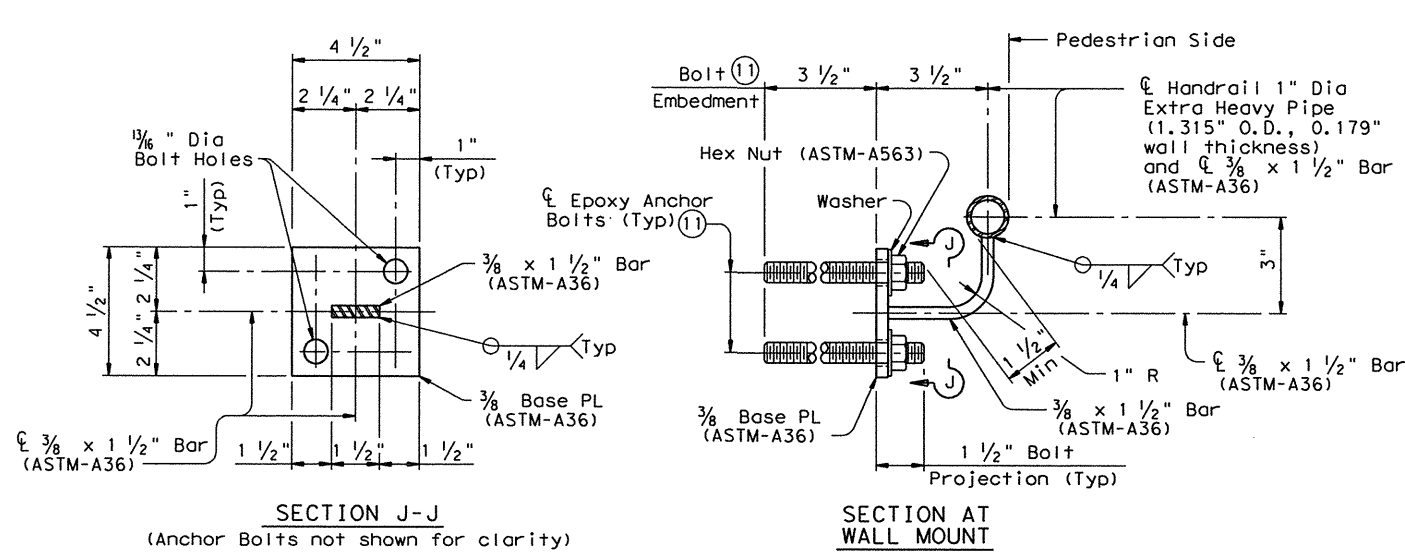 4 1/2"
2 1/4" 2 1/4"
13/16 " Dia
Bolt Holes
1"
(Typ)
1"
(Typ)
4 1/2"
2 1/4"
2 1/4"
3/8 x 1 1/2" Bar
(ASTM-A36)
1/4
Typ
3/8 Base PL
(ASTM-A36)
℄ 3/8 x 1 1/2" Bar
(ASTM-A36)
1 1/2" 1 1/2" 1 1/2"
SECTION J-J
(Anchor Bolts not shown for clarity)
Bolt 11
Embedment
3 1/2" 3 1/2"
Pedestrian Side
℄ Handrail 1" Dia
Extra Heavy Pipe
(1.315" O.D., 0.179"
wall thickness)
and ℄ 3/8 x 1 1/2" Bar
(ASTM-A36)
Hex Nut (ASTM-A563)
Washer
℄ Epoxy Anchor
Bolts (Typ) 11
J
1/4
Typ
3"
J
1 1/2"
Min
1" R
℄ 3/8 x 1 1/2" Bar
(ASTM-A36)
3/8 x 1 1/2" Bar
(ASTM-A36)
3/8 Base PL
(ASTM-A36)
1 1/2" Bolt
Projection (Typ)
SECTION AT
WALL MOUNT